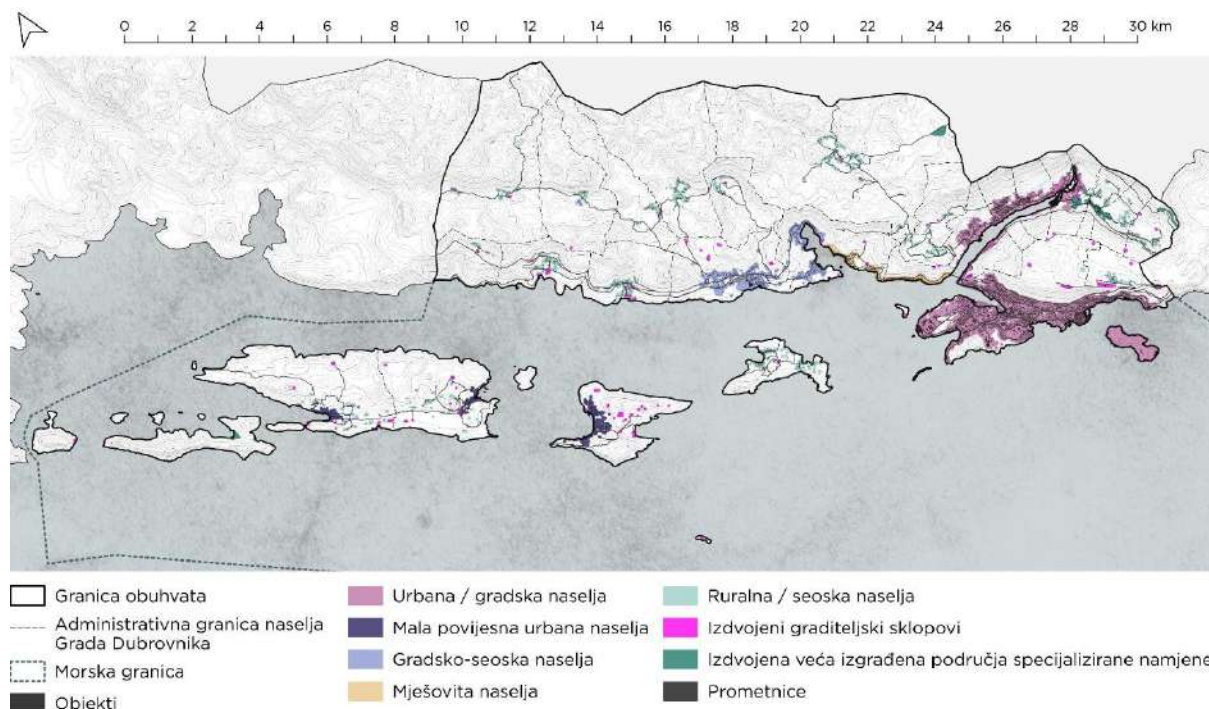 0 2 4 6 8 10 12 14 16 18 20 22 24 26 28 30 km
Granica obuhvata
Administrativna granica naselja
Grada Dubrovnika
Morska granica
Objekti
Urbana / gradska naselja
Mala povijesna urbana naselja
Gradsko-seoska naselja
Mješovita naselja
Ruralna / seoska naselja
Izdvojeni graditeljski sklopovi
Izdvojena veća izgrađena područja specijalizirane namjene
Prometnice